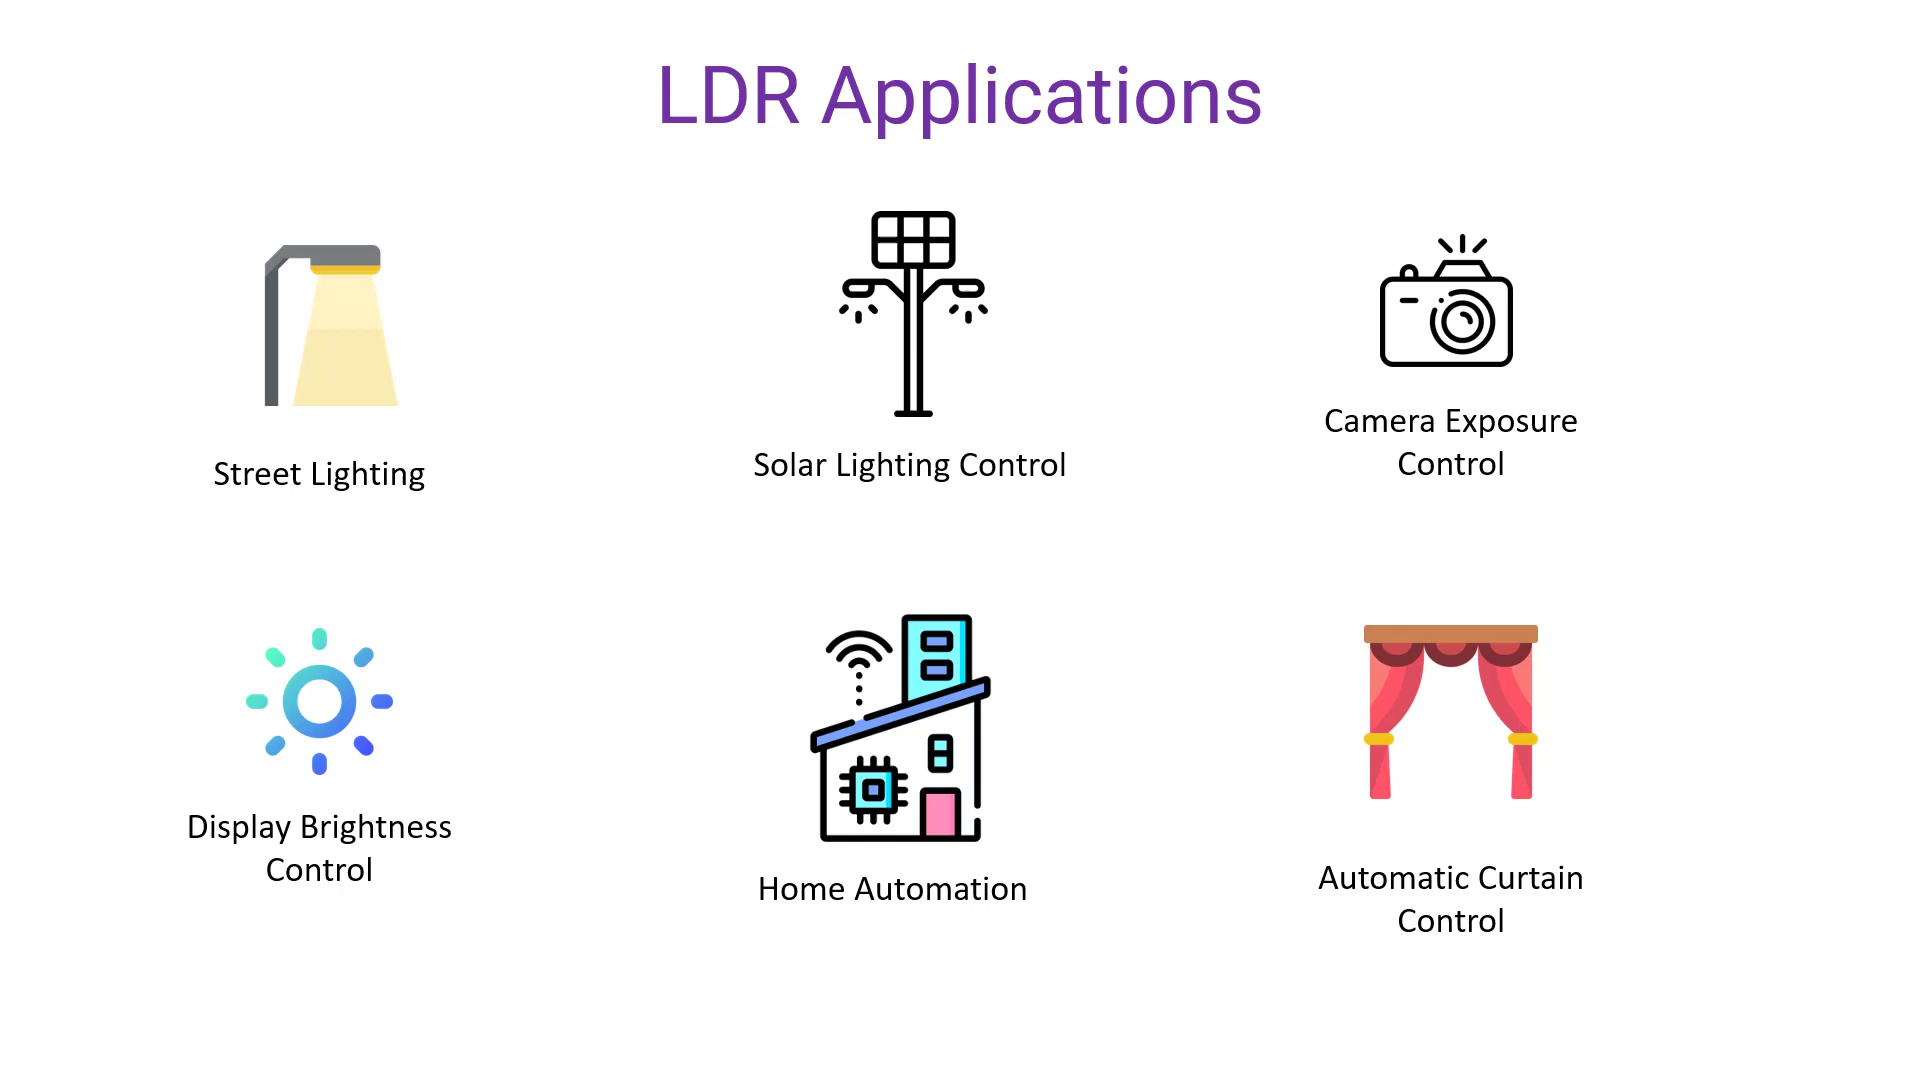 LDR Applications
Street Lighting
Solar Lighting Control
Camera Exposure
Control
Display Brightness
Control
Home Automation
Automatic Curtain
Control